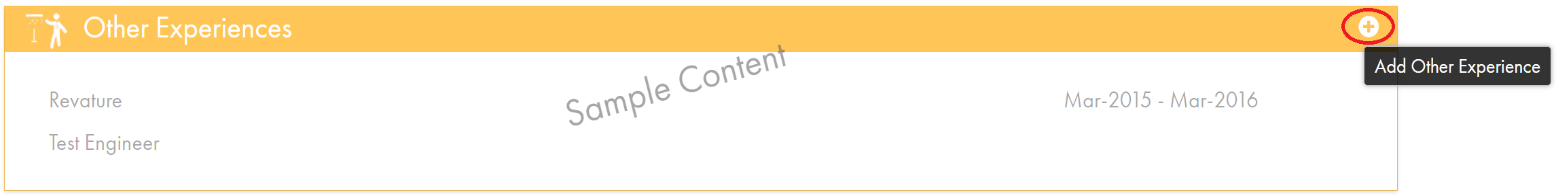 Other Experiences
Add Other Experience
Sample Content
Revature
Mar-2015 - Mar-2016
Test Engineer